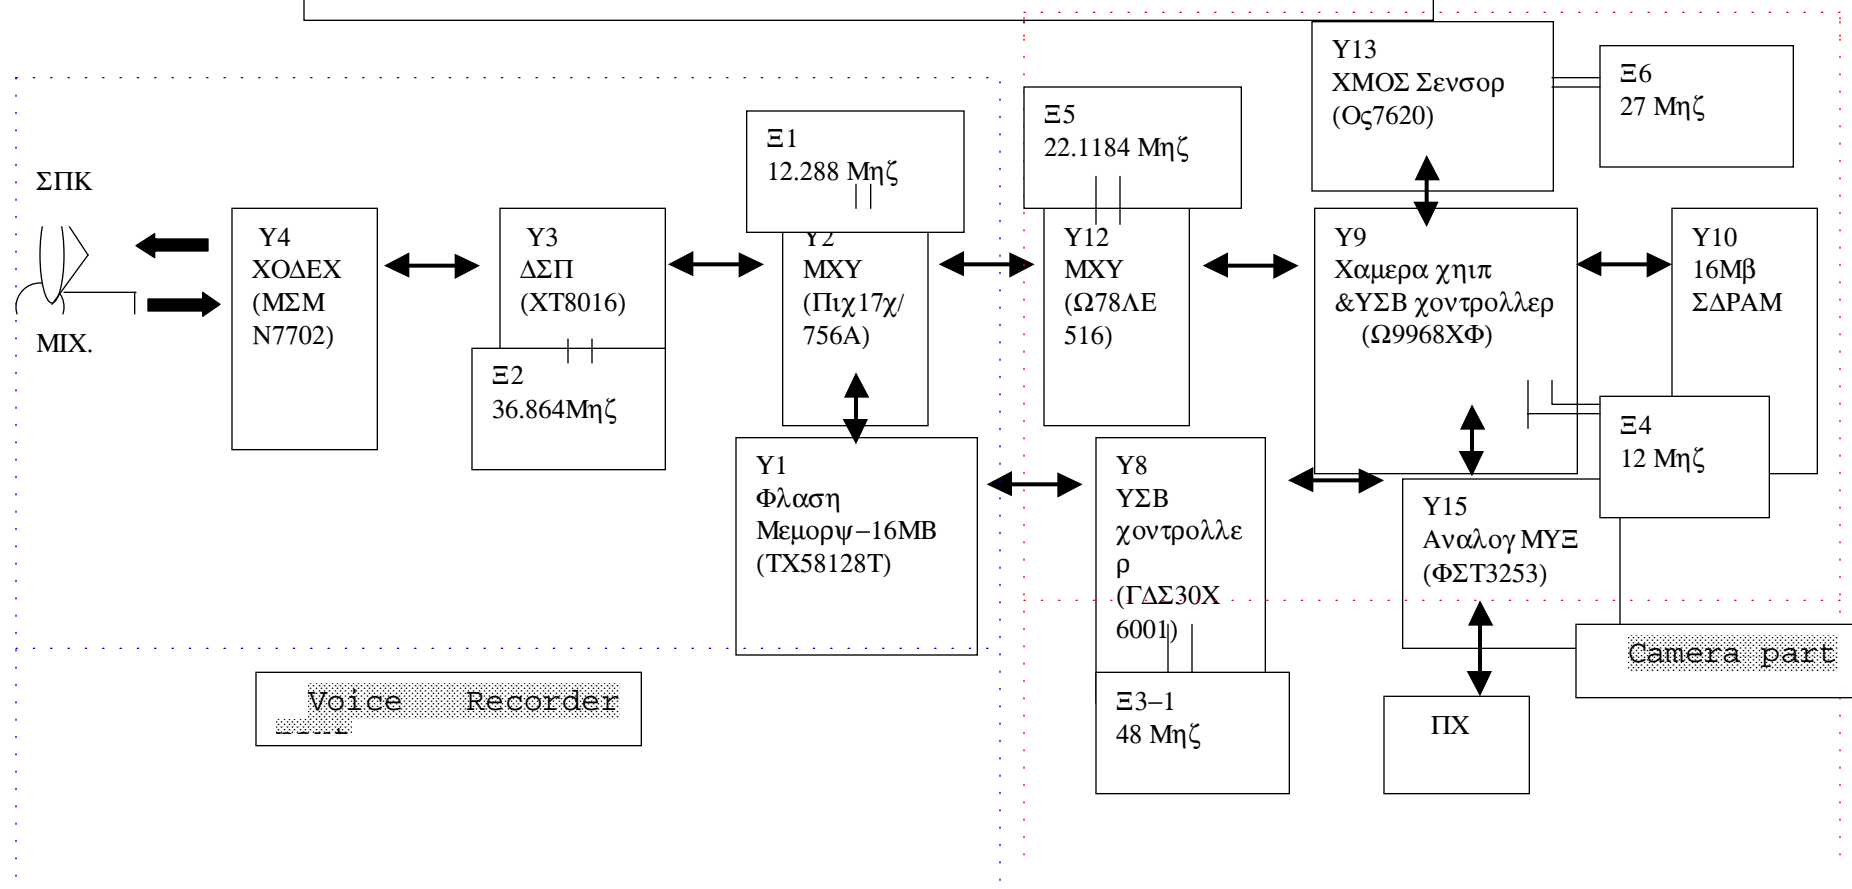 ΣΠΚ
ΜΙΧ.
Υ4
ΧΟΔΕΧ
(ΜΣΜ
Ν7702)
Υ3
ΔΣΠ
(ΧΤ8016)
Ξ2
36.864Μηζ
Ξ1
12.288 Μηζ
Υ2
ΜΧΥ
(Πιχ17χ/
756Α)
Υ1
Φλαση
Μεμορψ−16ΜΒ
(ΤΧ58128Τ)
Ξ5
22.1184 Μηζ
Υ12
ΜΧΥ
(Ω78ΛΕ
516)
Υ8
ΥΣΒ
χοντρολλε
ρ
(ΓΔΣ30Χ
6001)
Ξ3−1
48 Μηζ
Υ13
ΧΜΟΣ Σενσορ
(Ος7620)
Ξ6
27 Μηζ
Υ9
Χαμερα χηιπ
&ΥΣΒ χοντρολλερ
(Ω9968ΧΦ)
Υ10
16Μβ
ΣΔΡΑΜ
Ξ4
12 Μηζ
Υ15
Αναλογ ΜΥΞ
(ΦΣΤ3253)
ΠΧ
Camera part
Voice Recorder